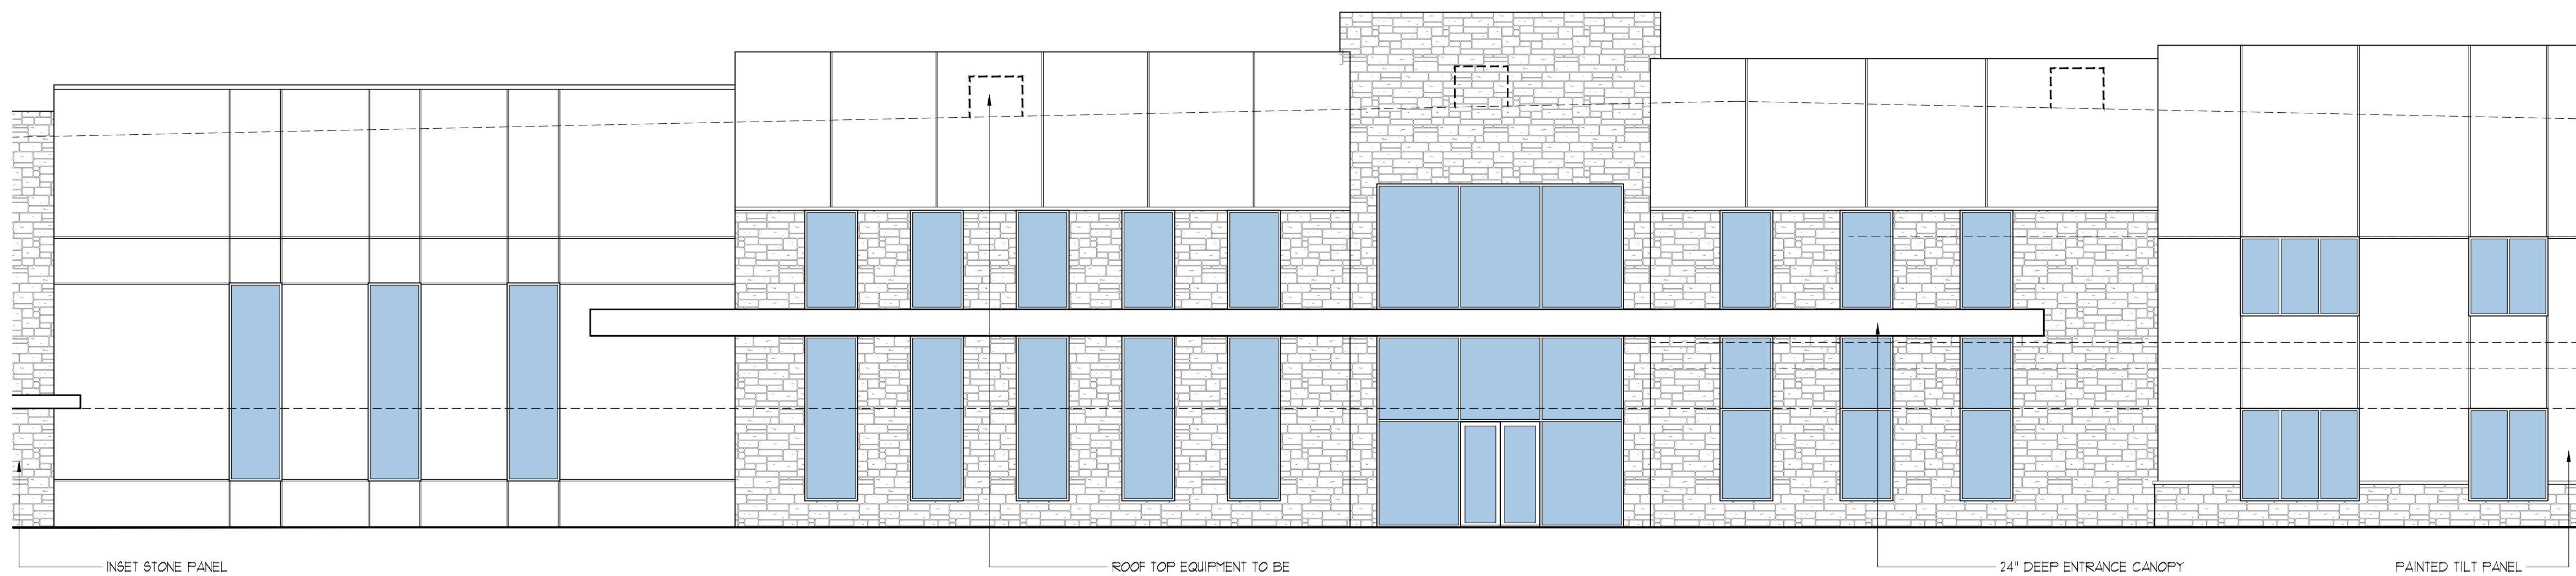 INSET STONE PANEL
ROOF TOP EQUIPMENT TO BE
24" DEEP ENTRANCE CANOPY
PAINTED TILT PANEL